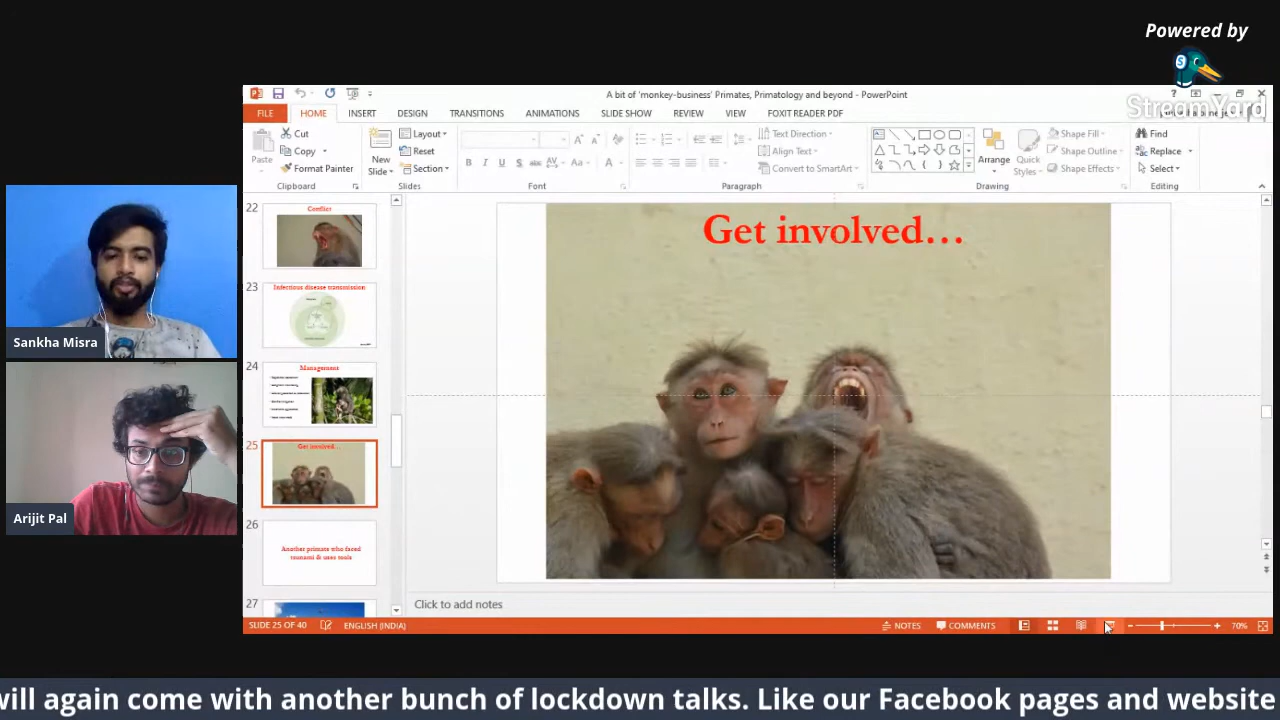 Powered by
StreamYard
A bit of 'monkey-business' Primates, Primatology and beyond - PowerPoint
FILE HOME INSERT DESIGN TRANSITIONS ANIMATIONS SLIDE SHOW REVIEW VIEW FOXIT READER PDF
Paste
Cut
Copy
Format Painter
Clipboard
New
Slide
Layout
Reset
Section
Slides
B I U S abc AV Aa A
Font
Text Direction
Align Text
Convert to SmartArt
Paragraph
Arrange
Quick
Styles
Shape Fill
Shape Outline
Shape Effects
Drawing
Find
Replace
Select
Editing
22
Conflict
23
Infectious disease transmission
24
Management
25
Get involved...
26
Another primate who faced
tsunami & uses tools
27
Get involved...
Click to add notes
SLIDE 25 OF 40 ENGLISH (INDIA) NOTES COMMENTS 70%
Sankha Misra
Arijit Pal
will again come with another bunch of lockdown talks. Like our Facebook pages and website